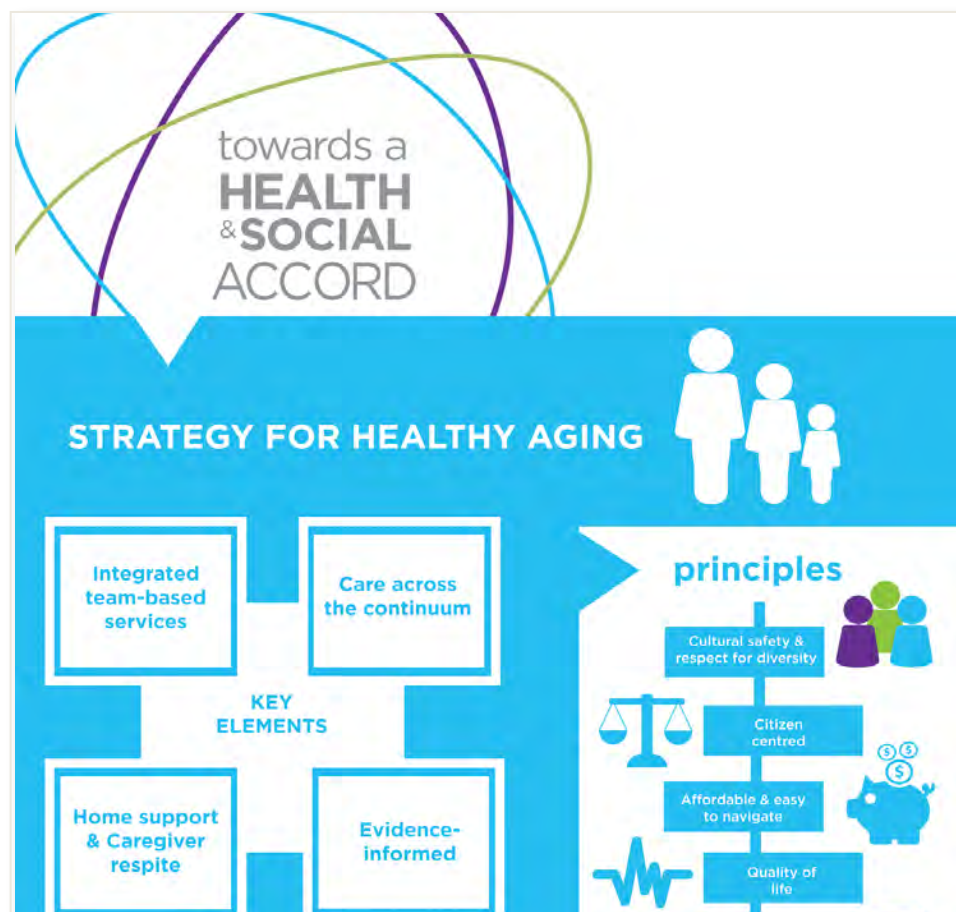 towards a
HEALTH
&SOCIAL
ACCORD
STRATEGY FOR HEALTHY AGING
Integrated
team-based
services
Care across
the continuum
KEY
ELEMENTS
Home support
& Caregiver
respite
Evidence-
informed
principles
Cultural safety &
respect for diversity
Citizen
centred
Affordable & easy
to navigate
Quality of
life
$ $
$